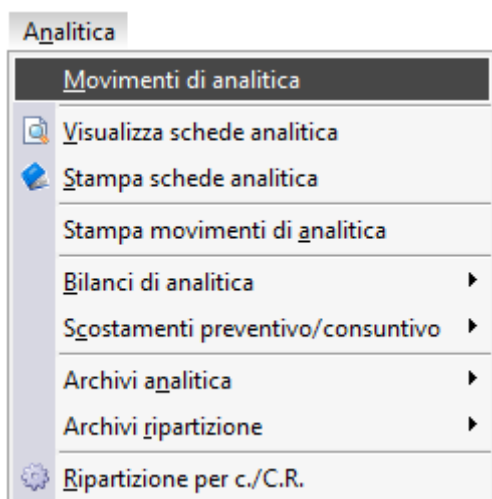 Analitica
Movimenti di analitica
Visualizza schede analitica
Stampa schede analitica
Stampa movimenti di analitica
Bilanci di analitica
Scostamenti preventivo/consuntivo
Archivi analitica
Archivi ripartizione
Ripartizione per c./C.R.